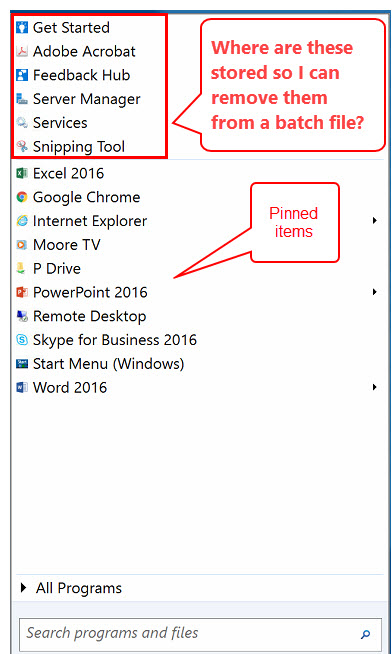 Get Started
Adobe Acrobat
Feedback Hub
Server Manager
Services
Snipping Tool
Where are these
stored so I can
remove them
from a batch file?
Excel 2016
Google Chrome
Internet Explorer
Moore TV
P Drive
PowerPoint 2016
Remote Desktop
Skype for Business 2016
Start Menu (Windows)
Word 2016
Pinned
items
All Programs
Search programs and files